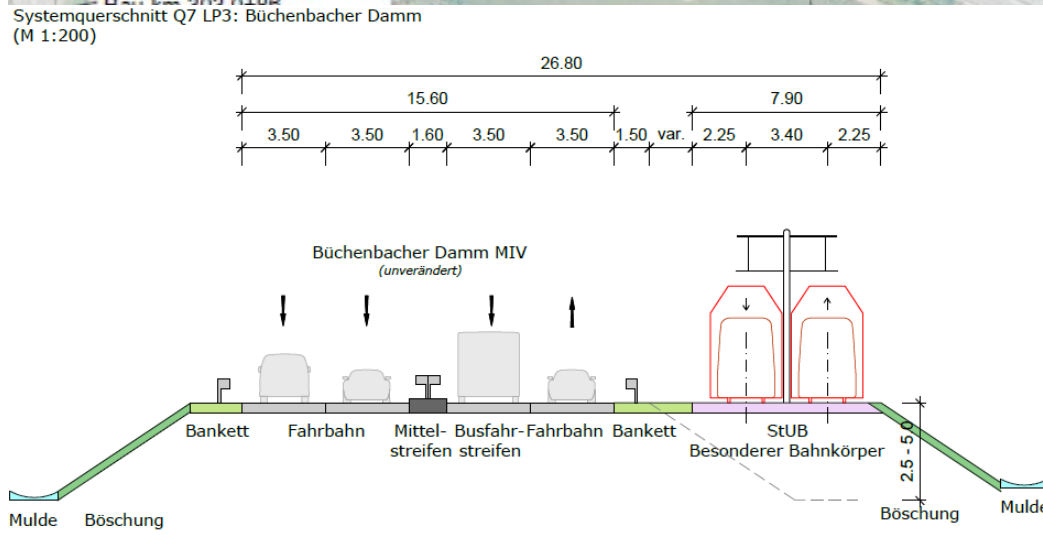 Systemquerschnitt Q7 LP3: Büchenbacher Damm
(M 1:200)
26.80
15.60 7.90
3.50 3.50 1.60 3.50 3.50 1.50 var. 2.25 3.40 2.25
Büchenbacher Damm MIV
(unverändert)
Bankett Fahrbahn Mittel- Busfahr- Fahrbahn Bankett StUB
streifen streifen Besonderer Bahnkörper
2.5 - 5.0
Mulde Böschung Böschung Mulde